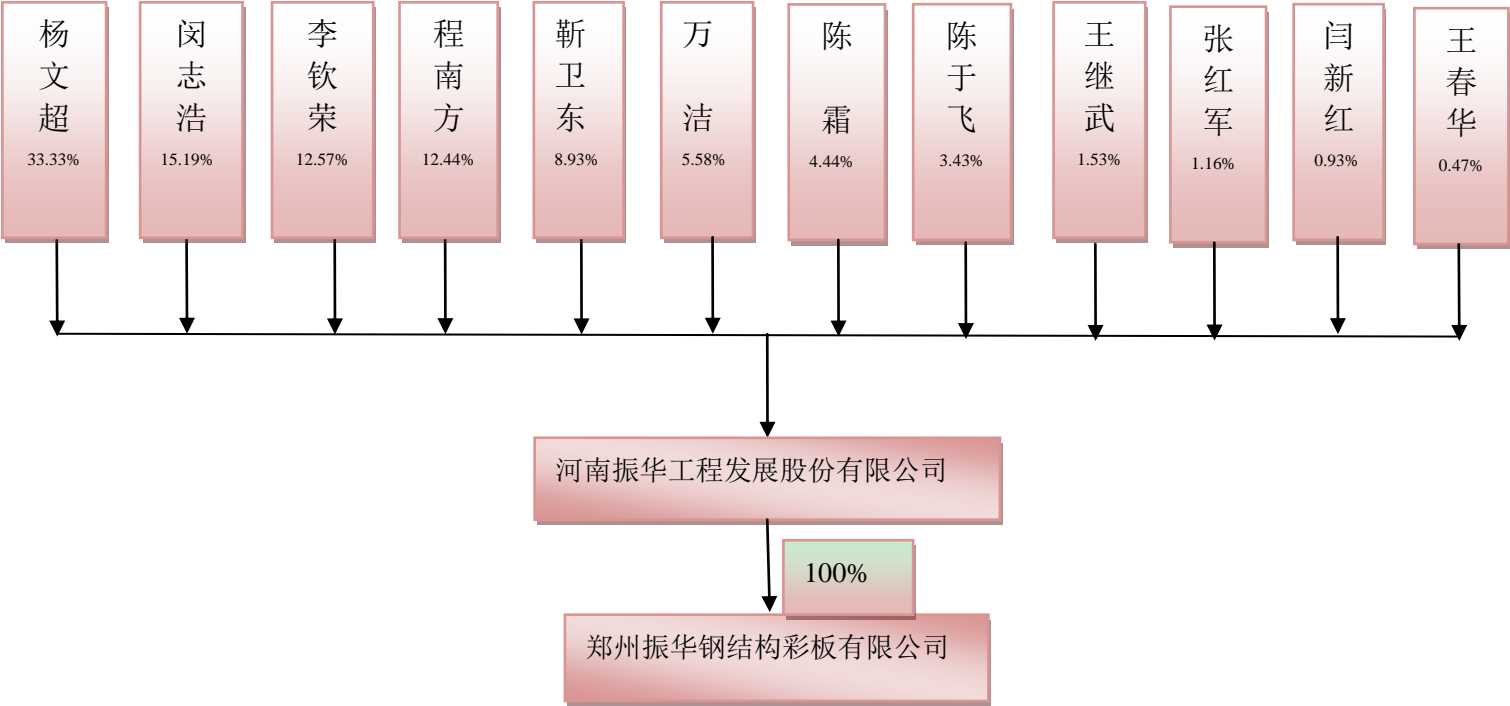 杨文超
33.33%
闵志浩
15.19%
李钦荣
12.57%
程南方
12.44%
靳卫东
8.93%
万洁
5.58%
陈霜
4.44%
陈于飞
3.43%
王继武
1.53%
张红军
1.16%
闫新红
0.93%
王春华
0.47%
河南振华工程发展股份有限公司
100%
郑州振华钢结构彩板有限公司